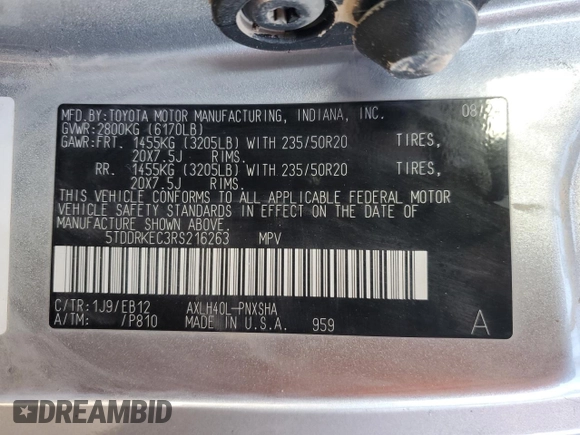 MFD.BY:TOYOTA MOTOR MANUFACTURING, INDIANA, INC. 08/
GVWR:2800KG (6170LB)
GAWR:FRT. 1455KG (3205LB) WITH 235/50R20 TIRES,
20X7.5J RIMS.
RR. 1455KG (3205LB) WITH 235/50R20 TIRES,
20X7.5J RIMS.
THIS VEHICLE CONFORMS TO ALL APPLICABLE FEDERAL MOTOR
VEHICLE SAFETY STANDARDS IN EFFECT ON THE DATE OF
MANUFACTURE SHOWN ABOVE.
5TDDRKEC3RS216263 MPV
C/TR:1J9/EB12 AXLH40L-PNXSHA
A/TM: /P810 MADE IN U.S.A. 959 A
DREAMBID